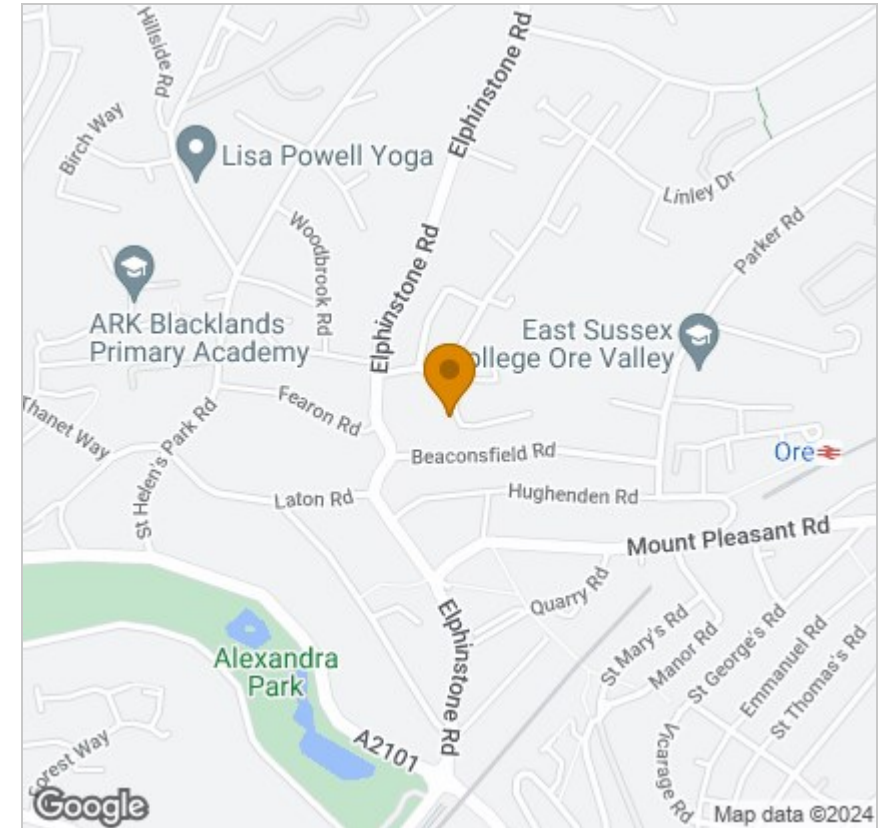 Hillside Rd
Elphinstone Rd
Birch Way
Lisa Powell Yoga
Linley Dr
Woodbrook Rd
Parker Rd
Elphinstone Rd
ARK Blacklands
Primary Academy
East Sussex
ollege Ore Valley
Thanet Way
Fearon Rd
St Helen's Park Rd
Beaconsfield Rd
Ore
Laton Rd
Hughenden Rd
Mount Pleasant Rd
Quarry Rd
Elphinstone Rd
St Mary's Rd
Manor Rd
St George's Rd
Emmanuel Rd
St Thomas's Rd
Alexandra
Park
A2101
Vicarage Rd
Forest Way
Google
Map data ©2024